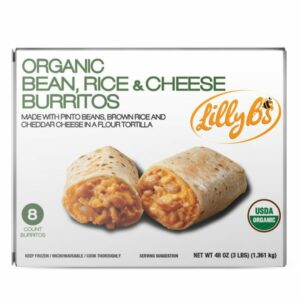 ORGANIC
BEAN, RICE & CHEESE
BURRITOS
MADE WITH PINTO BEANS, BROWN RICE AND
CHEDDAR CHEESE IN A FLOUR TORTILLA
Lilly B's
8
COUNT
BURRITOS
USDA
ORGANIC
KEEP FROZEN / MICROWAVABLE / COOK THOROUGHLY
SERVING SUGGESTION
NET WT 48 OZ (3 LBS) (1.361 kg)